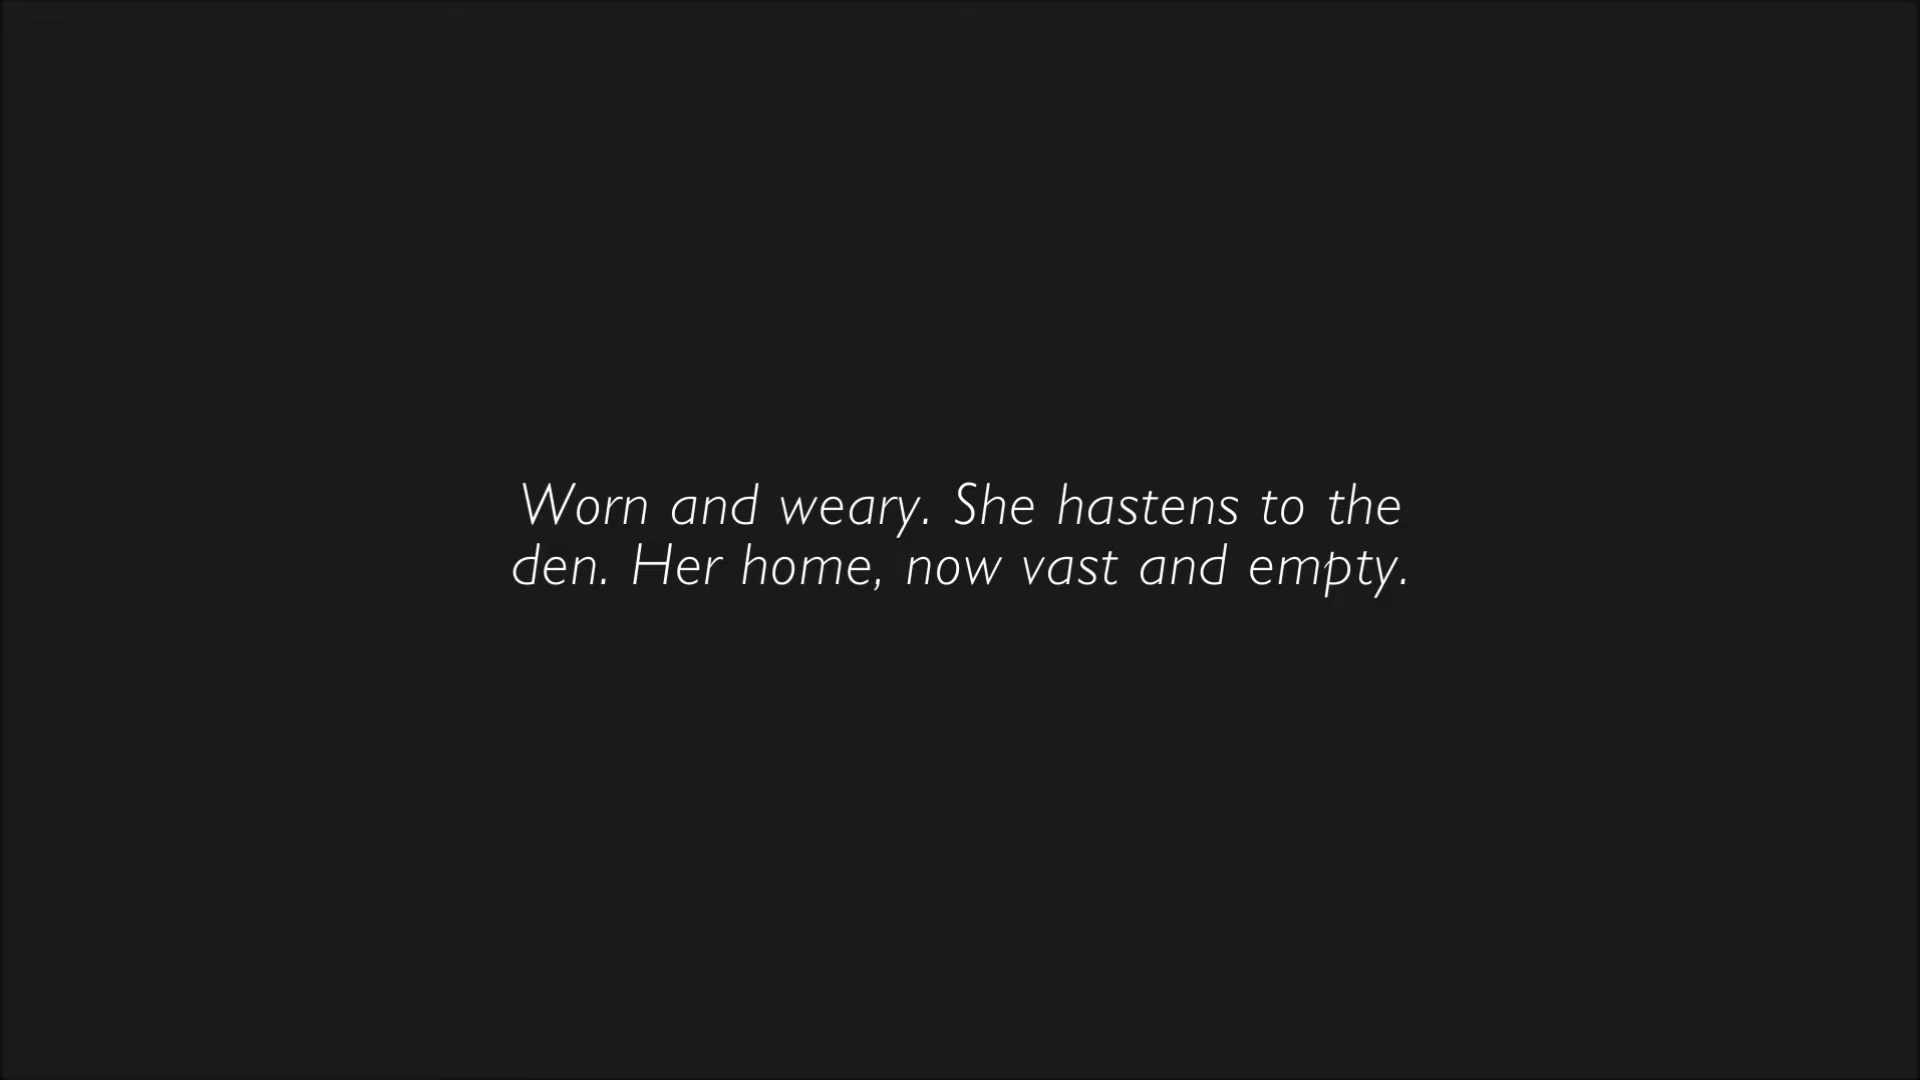 Worn and weary. She hastens to the
den. Her home, now vast and empty.